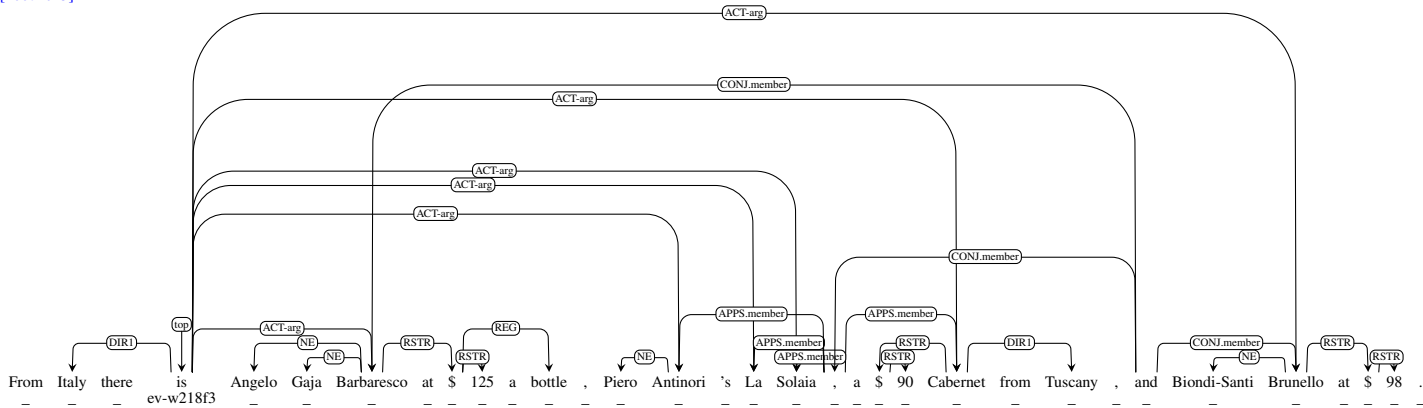 ACT-arg
CONJ.member
ACT-arg
ACT-arg
ACT-arg
ACT-arg
CONJ.member
top APPS.member APPS.member
ACT-arg REG
DIR1 NE RSTR APPS.member RSTR DIR1 CONJ.member RSTR
NE RSTR NE APPS.member RSTR NE RSTR
From Italy there is Angelo Gaja Barbaresco at $ 125 a bottle , Piero Antinori 's La Solaia , a $ 90 Cabernet from Tuscany , and Biondi-Santi Brunello at $ 98 .
ev-w218f3
_ _ _ _ _ _ _ _ _ _ _ _ _ _ _ _ _ _ _ _ _ _ _ _ _ _ _ _ _ _ _ _